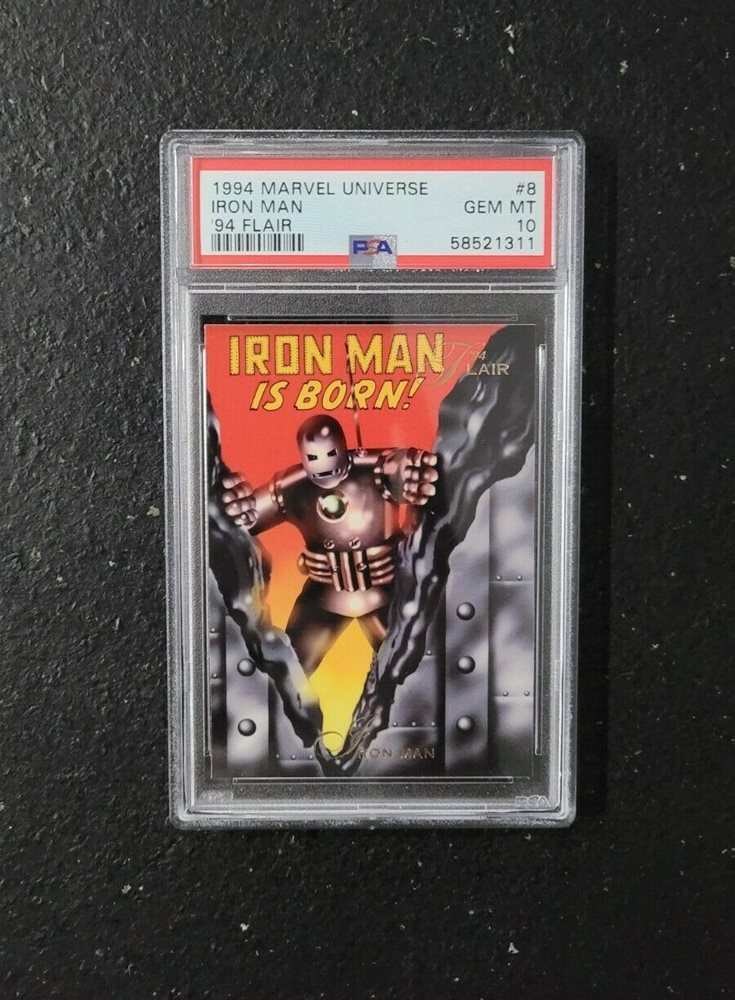 1994 MARVEL UNIVERSE #8
IRON MAN GEM MT
'94 FLAIR 10
58521311
PSA
IRON MAN
IS BORN!
'94
FLAIR
IRON MAN
PSA